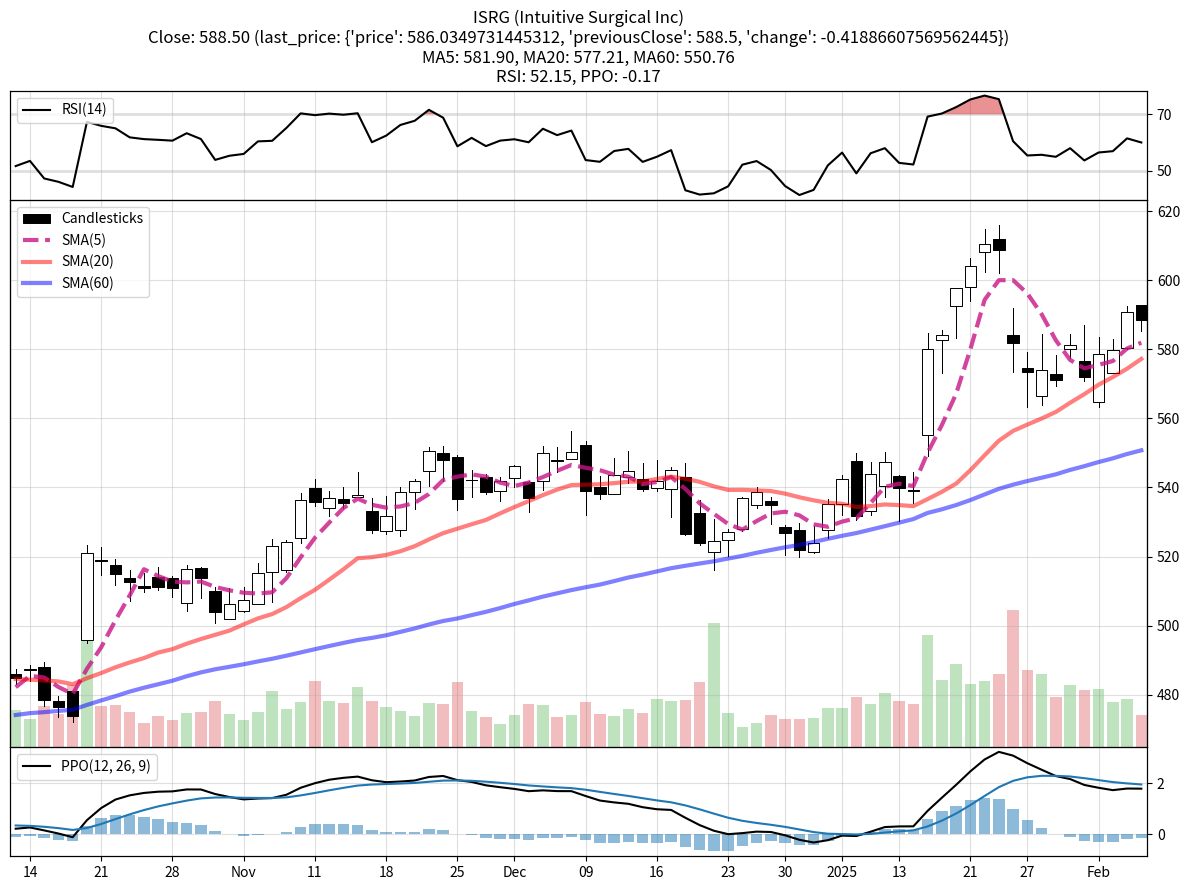 ISRG (Intuitive Surgical Inc)
Close: 588.50 (last_price: {'price': 586.0349731445312, 'previousClose': 588.5, 'change': -0.41886607569562445})
MA5: 581.90, MA20: 577.21, MA60: 550.76
RSI: 52.15, PPO: -0.17
RSI(14)
70
50
Candlesticks
SMA(5)
SMA(20)
SMA(60)
620
600
580
560
540
520
500
480
PPO(12, 26, 9)
2
0
14 21 28 Nov 11 18 25 Dec 09 16 23 30 2025 13 21 27 Feb